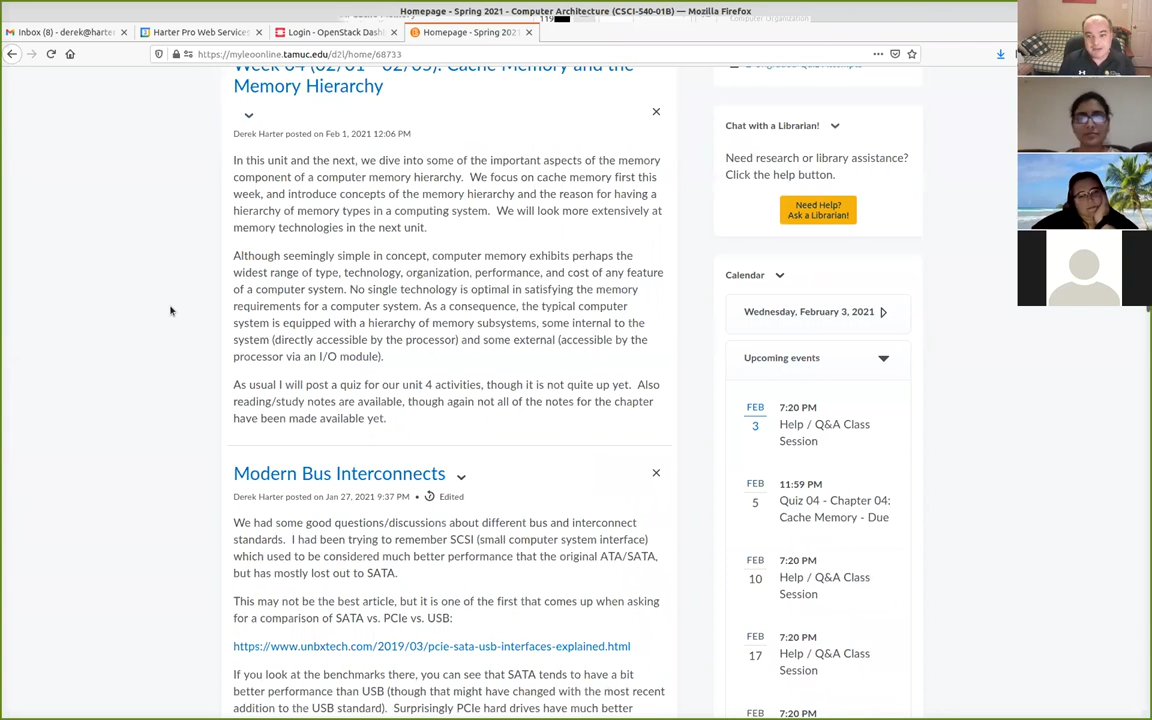 Homepage - Spring 2021 - Computer Architecture (CSCI-540-01B) — Mozilla Firefox
Inbox (8) - derek@harter
Harter Pro Web Services
Login - OpenStack Dash
Homepage - Spring 2021
https://myleoonline.tamuc.edu/d2l/home/68733
Week 04 (02/01 - 02/05): Cache Memory and the
Memory Hierarchy
Derek Harter posted on Feb 1, 2021 12:06 PM
In this unit and the next, we dive into some of the important aspects of the memory
component of a computer memory hierarchy.  We focus on cache memory first this
week, and introduce concepts of the memory hierarchy and the reason for having a
hierarchy of memory types in a computing system.  We will look more extensively at
memory technologies in the next unit.
Although seemingly simple in concept, computer memory exhibits perhaps the
widest range of type, technology, organization, performance, and cost of any feature
of a computer system. No single technology is optimal in satisfying the memory
requirements for a computer system. As a consequence, the typical computer
system is equipped with a hierarchy of memory subsystems, some internal to the
system (directly accessible by the processor) and some external (accessible by the
processor via an I/O module).
As usual I will post a quiz for our unit 4 activities, though it is not quite up yet.  Also
reading/study notes are available, though again not all of the notes for the chapter
have been made available yet.
Modern Bus Interconnects
Derek Harter posted on Jan 27, 2021 9:37 PM • Edited
We had some good questions/discussions about different bus and interconnect
standards.  I had been trying to remember SCSI (small computer system interface)
which used to be considered much better performance that the original ATA/SATA,
but has mostly lost out to SATA.
This may not be the best article, but it is one of the first that comes up when asking
for a comparison of SATA vs. PCIe vs. USB:
https://www.unbxtech.com/2019/03/pcie-sata-usb-interfaces-explained.html
If you look at the benchmarks there, you can see that SATA tends to have a bit
better performance than USB (though that might have changed with the most recent
addition to the USB standard).  Surprisingly PCIe hard drives have much better
Chat with a Librarian!
Need research or library assistance?
Click the help button.
Need Help?
Ask a Librarian!
Calendar
Wednesday, February 3, 2021
Upcoming events
FEB
3
7:20 PM
Help / Q&A Class
Session
FEB
5
11:59 PM
Quiz 04 - Chapter 04:
Cache Memory - Due
FEB
10
7:20 PM
Help / Q&A Class
Session
FEB
17
7:20 PM
Help / Q&A Class
Session
FEB
7:20 PM